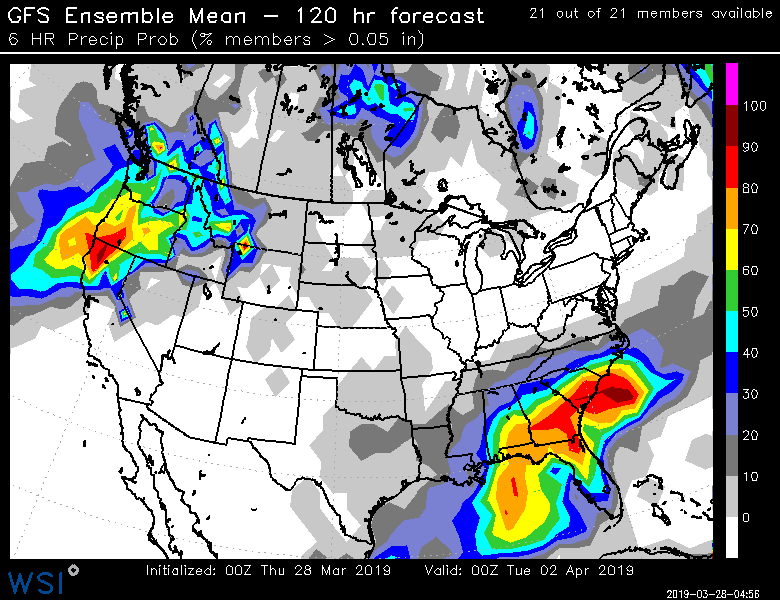 GFS Ensemble Mean – 120 hr forecast
21 out of 21 members available
6 HR Precip Prob (% members > 0.05 in)
100
90
80
70
60
50
40
30
20
10
0
Initialized: 00Z Thu 28 Mar 2019
Valid: 00Z Tue 02 Apr 2019
WSI
2019-03-28-04:56